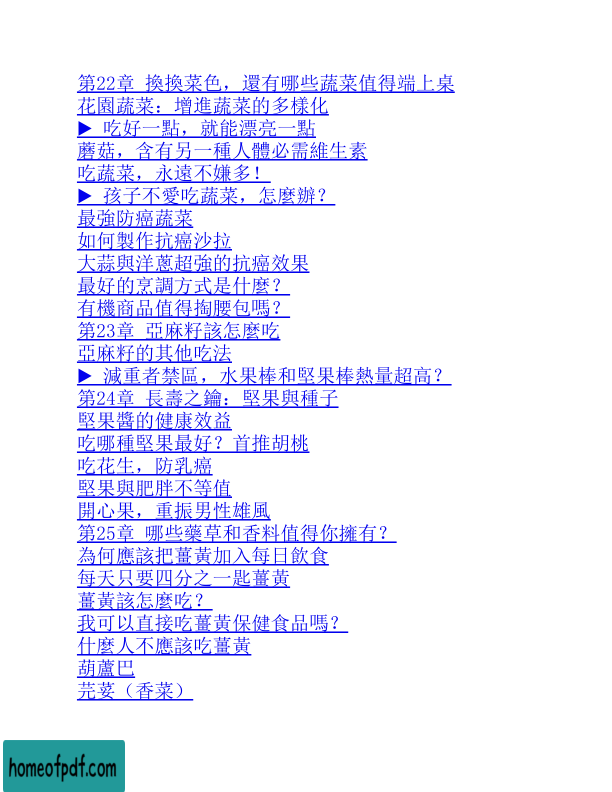 第22章 換換菜色，還有哪些蔬菜值得端上桌
花園蔬菜：增進蔬菜的多樣化
▶ 吃好一點，就能漂亮一點
蘑菇，含有另一種人體必需維生素
吃蔬菜，永遠不嫌多！
▶ 孩子不愛吃蔬菜，怎麼辦？
最強防癌蔬菜
如何製作抗癌沙拉
大蒜與洋蔥超強的抗癌效果
最好的烹調方式是什麼？
有機商品值得掏腰包嗎？
第23章 亞麻籽該怎麼吃
亞麻籽的其他吃法
▶ 減重者禁區，水果棒和堅果棒熱量超高？
第24章 長壽之鑰：堅果與種子
堅果醬的健康效益
吃哪種堅果最好？首推胡桃
吃花生，防乳癌
堅果與肥胖不等值
開心果，重振男性雄風
第25章 哪些藥草和香料值得你擁有？
為何應該把薑黃加入每日飲食
每天只要四分之一匙薑黃
薑黃該怎麼吃？
我可以直接吃薑黃保健食品嗎？
什麼人不應該吃薑黃
葫蘆巴
芫荽（香菜）
homeofpdf.com